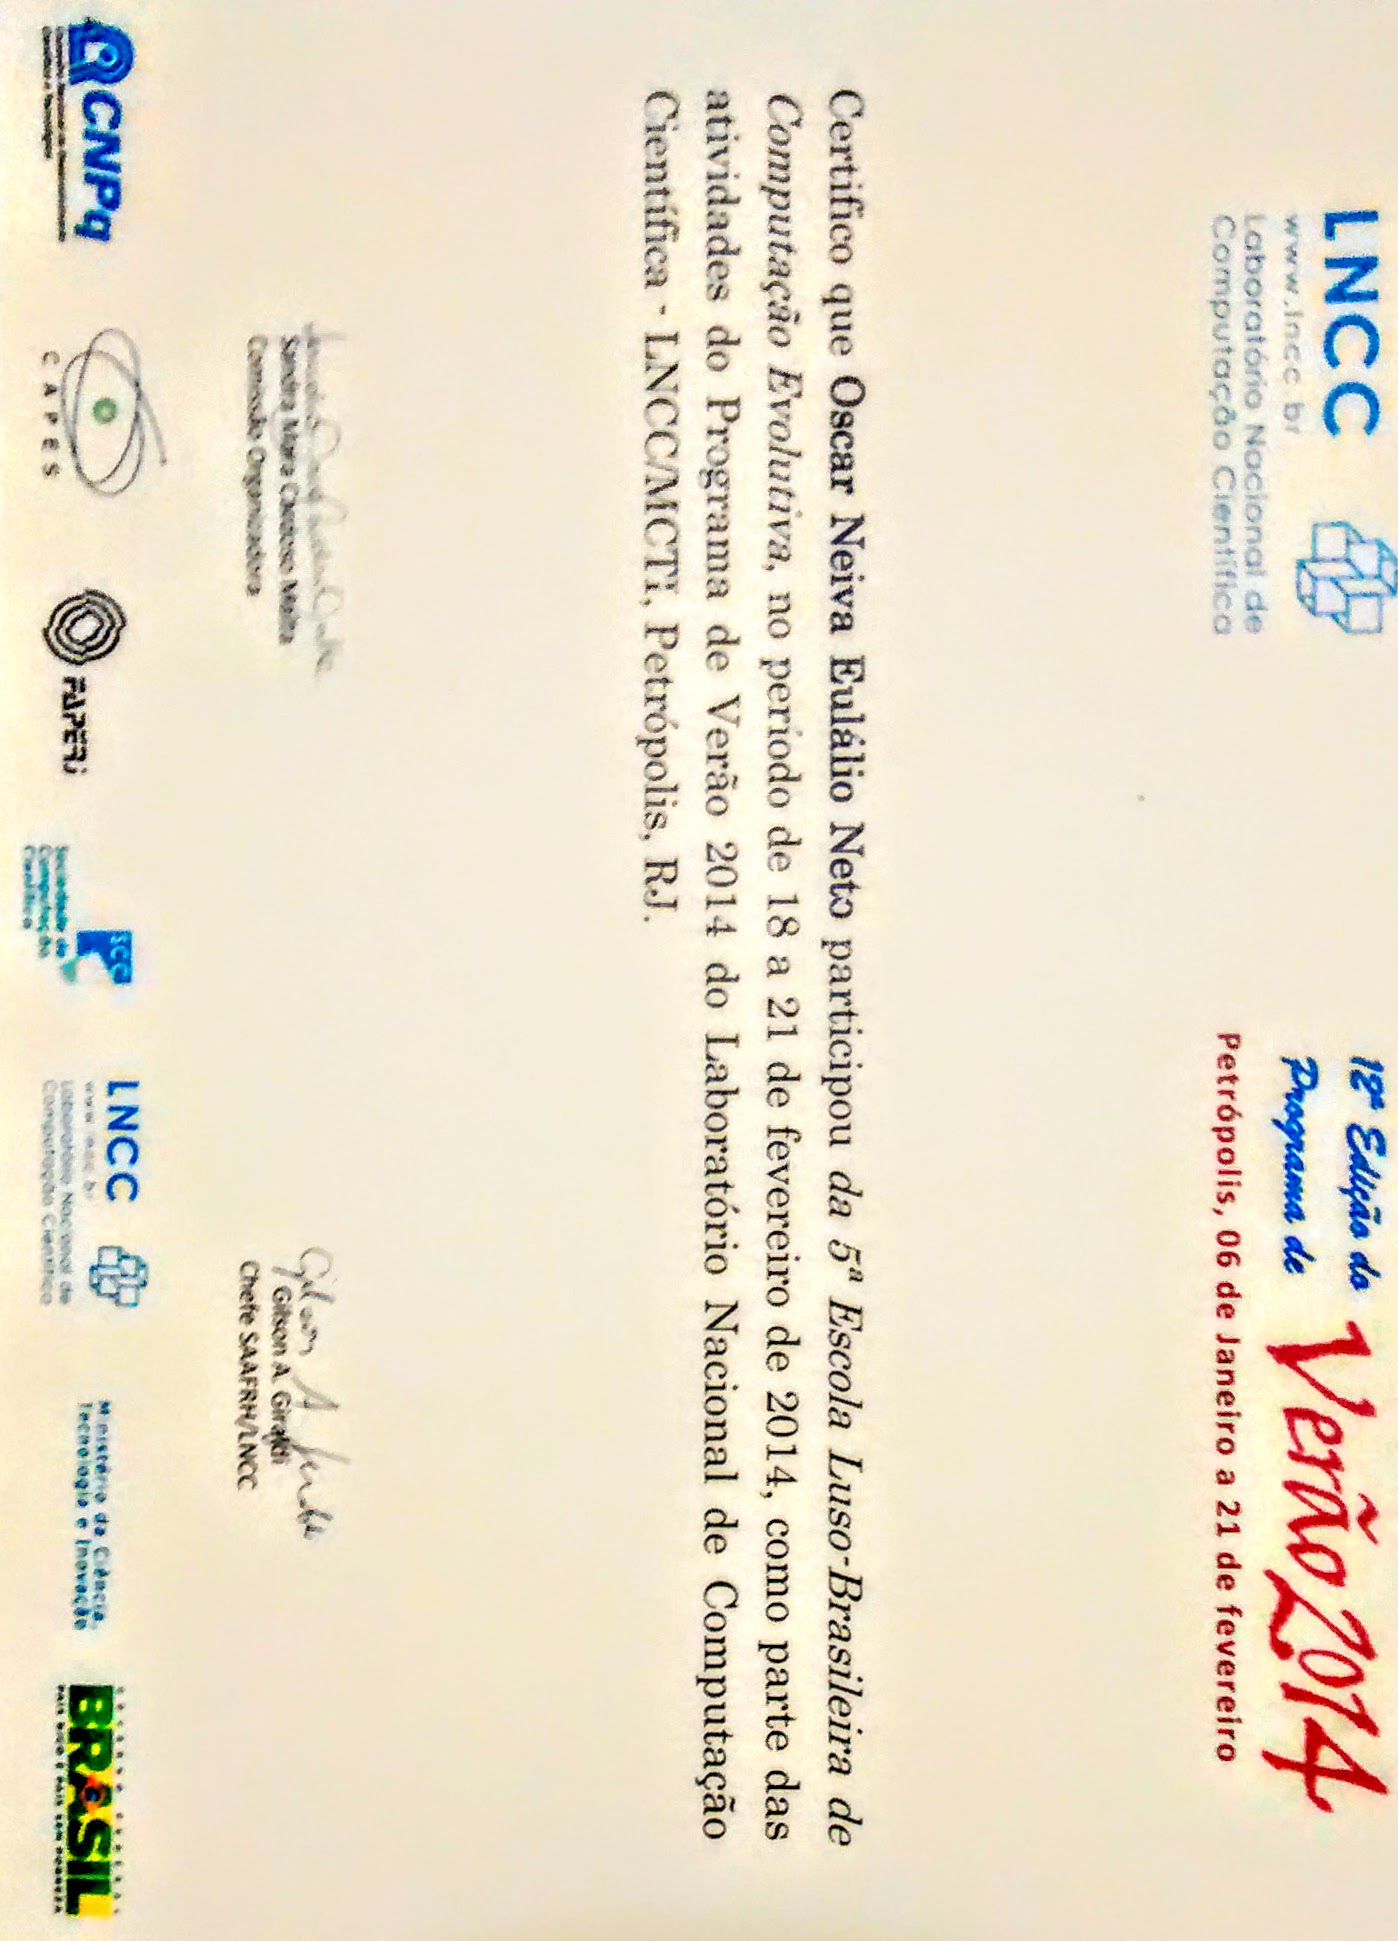 LNCC
www.lncc.br
Laboratório Nacional de
Computação Científica
18ª Edição do
Programa de
Verão 2014
Petrópolis, 06 de Janeiro a 21 de fevereiro
Certifico que Oscar Neiva Eulálio Neto participou da 5ª Escola Luso-Brasileira de
Computação Evolutiva, no período de 18 a 21 de fevereiro de 2014, como parte das
atividades do Programa de Verão 2014 do Laboratório Nacional de Computação
Científica - LNCC/MCTI, Petrópolis, RJ.
Sandra Mara Cardoso Malta
Comissão Organizadora
Gilson A. Giraldi
Chefe SAAFRH/LNCC
CNPq
CAPES
FAPERJ
SCC
Sociedade de
Computação
Científica
LNCC
www.lncc.br
Laboratório Nacional de
Computação Científica
Ministério da Ciência,
Tecnologia e Inovação
BRASIL
PAÍS RICO É PAÍS SEM POBREZA